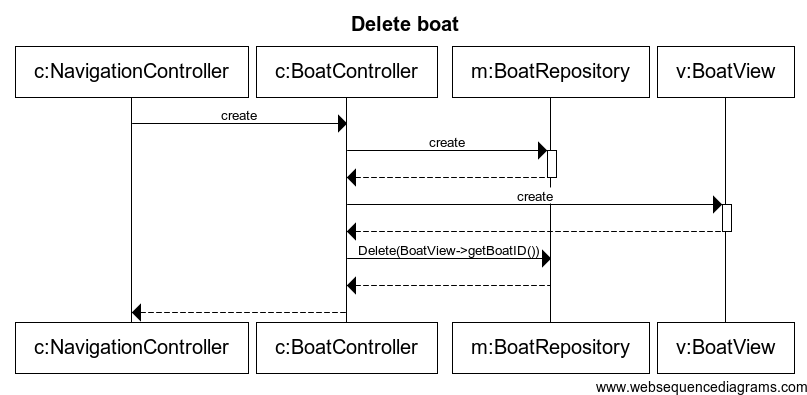 Delete boat
c:NavigationController c:BoatController m:BoatRepository v:BoatView
create
create
create
Delete(BoatView->getBoatID())
c:NavigationController c:BoatController m:BoatRepository v:BoatView
www.websequencediagrams.com